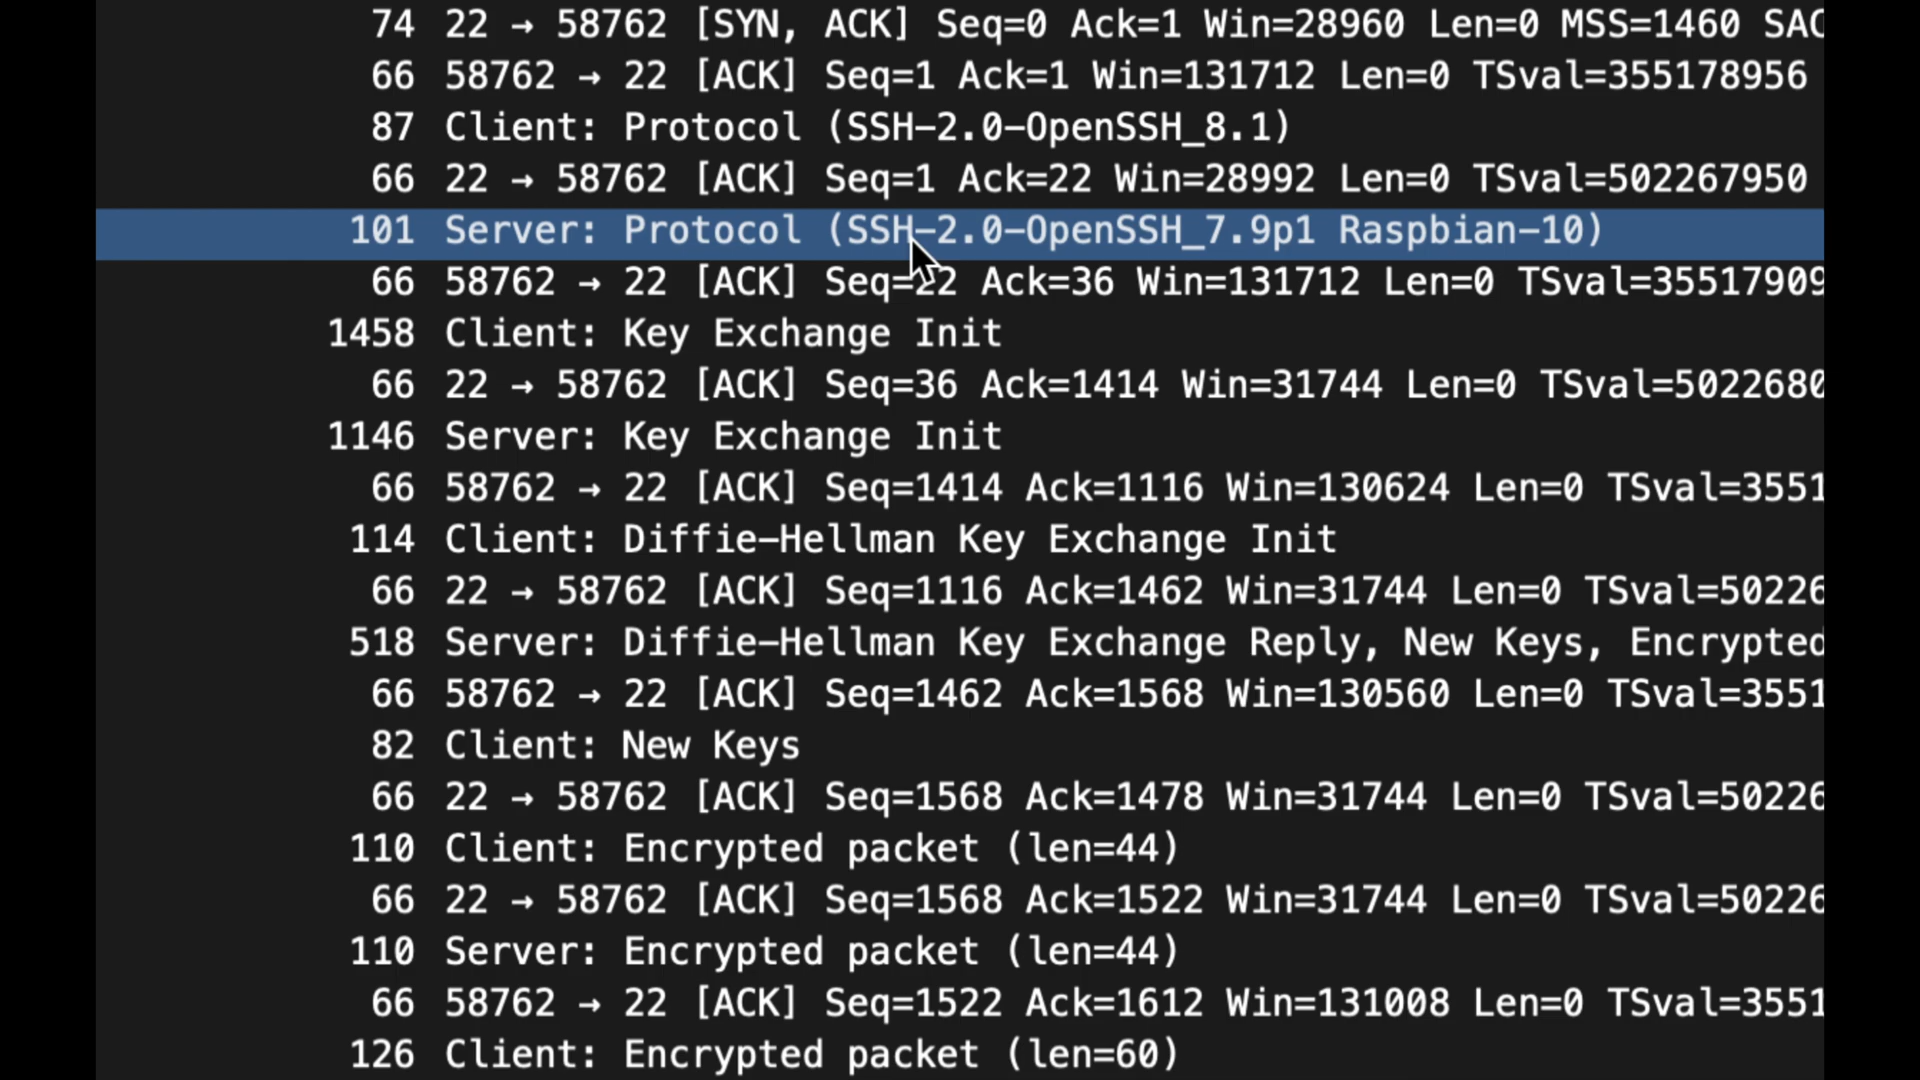 74 22 → 58762 [SYN, ACK] Seq=0 Ack=1 Win=28960 Len=0 MSS=1460 SAC
66 58762 → 22 [ACK] Seq=1 Ack=1 Win=131712 Len=0 TSval=355178956
87 Client: Protocol (SSH-2.0-OpenSSH_8.1)
66 22 → 58762 [ACK] Seq=1 Ack=22 Win=28992 Len=0 TSval=502267950
101 Server: Protocol (SSH-2.0-OpenSSH_7.9p1 Raspbian-10)
66 58762 → 22 [ACK] Seq=22 Ack=36 Win=131712 Len=0 TSval=35517909
1458 Client: Key Exchange Init
66 22 → 58762 [ACK] Seq=36 Ack=1414 Win=31744 Len=0 TSval=5022680
1146 Server: Key Exchange Init
66 58762 → 22 [ACK] Seq=1414 Ack=1116 Win=130624 Len=0 TSval=3551
114 Client: Diffie-Hellman Key Exchange Init
66 22 → 58762 [ACK] Seq=1116 Ack=1462 Win=31744 Len=0 TSval=50226
518 Server: Diffie-Hellman Key Exchange Reply, New Keys, Encrypted
66 58762 → 22 [ACK] Seq=1462 Ack=1568 Win=130560 Len=0 TSval=3551
82 Client: New Keys
66 22 → 58762 [ACK] Seq=1568 Ack=1478 Win=31744 Len=0 TSval=50226
110 Client: Encrypted packet (len=44)
66 22 → 58762 [ACK] Seq=1568 Ack=1522 Win=31744 Len=0 TSval=50226
110 Server: Encrypted packet (len=44)
66 58762 → 22 [ACK] Seq=1522 Ack=1612 Win=131008 Len=0 TSval=3551
126 Client: Encrypted packet (len=60)